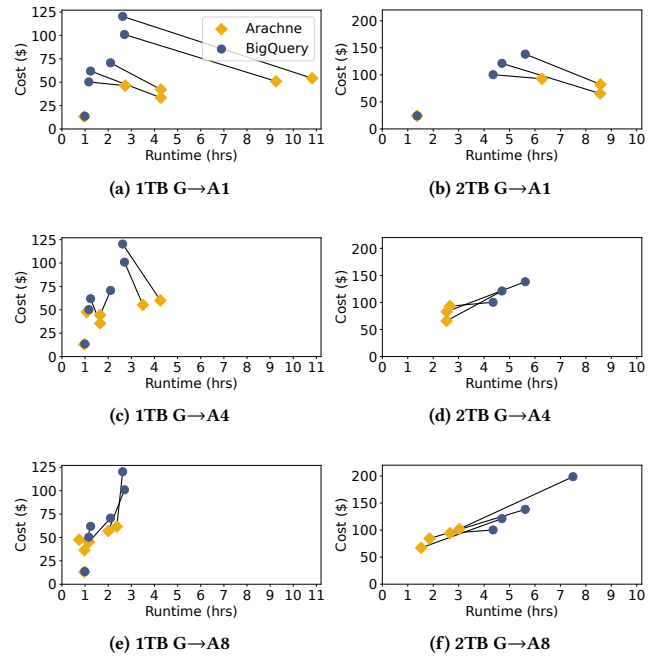 125
100
75
50
25
0
Cost ($)
Arachne
BigQuery
0 1 2 3 4 5 6 7 8 9 10 11
Runtime (hrs)
(a) 1TB G→A1
200
150
100
50
0
Cost ($)
0 1 2 3 4 5 6 7 8 9 10
Runtime (hrs)
(b) 2TB G→A1
125
100
75
50
25
0
Cost ($)
0 1 2 3 4 5 6 7 8 9 10 11
Runtime (hrs)
(c) 1TB G→A4
200
150
100
50
0
Cost ($)
0 1 2 3 4 5 6 7 8 9 10
Runtime (hrs)
(d) 2TB G→A4
125
100
75
50
25
0
Cost ($)
0 1 2 3 4 5 6 7 8 9 10 11
Runtime (hrs)
(e) 1TB G→A8
200
150
100
50
0
Cost ($)
0 1 2 3 4 5 6 7 8 9 10
Runtime (hrs)
(f) 2TB G→A8